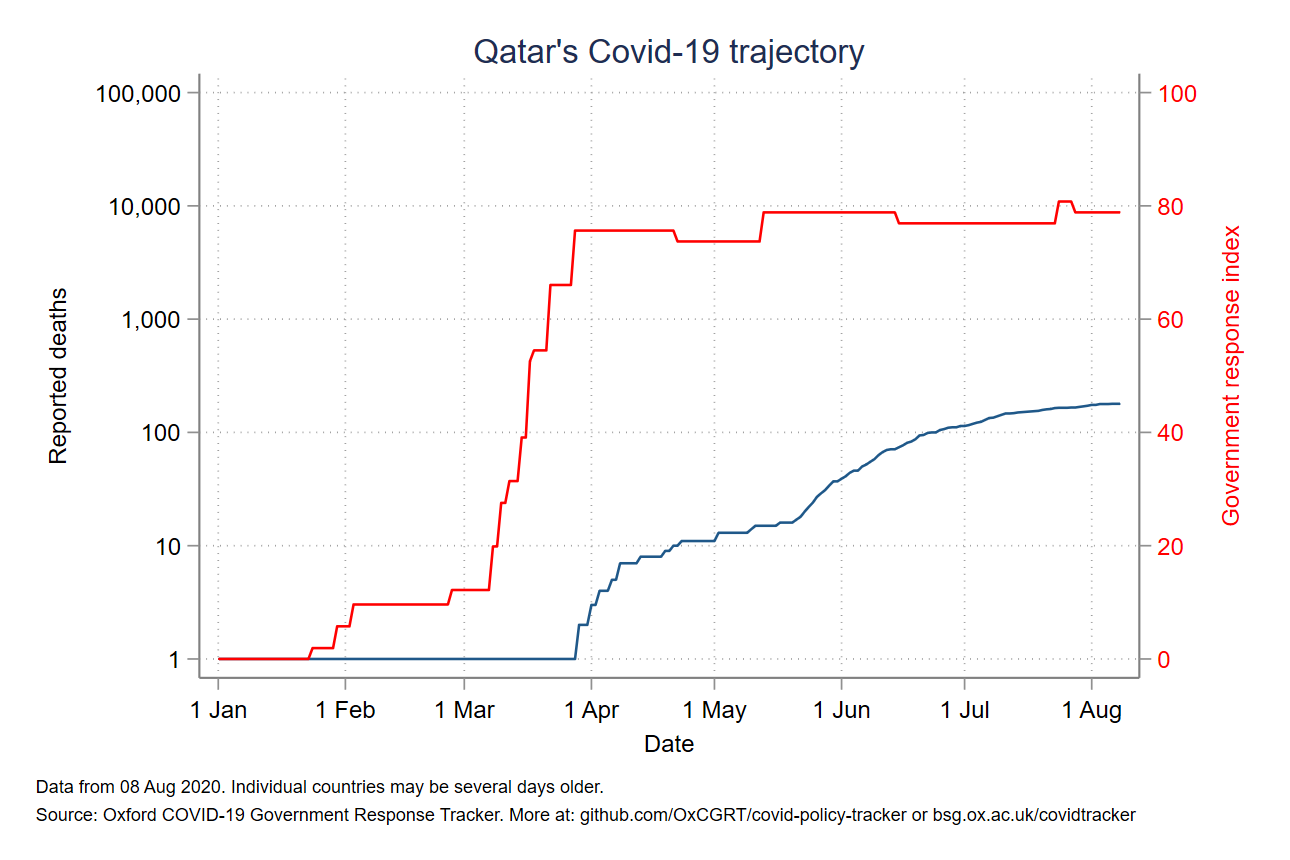 Qatar's Covid-19 trajectory
100,000
10,000
1,000
100
10
1
Reported deaths
100
80
60
40
20
0
Government response index
1 Jan 1 Feb 1 Mar 1 Apr 1 May 1 Jun 1 Jul 1 Aug
Date
Data from 08 Aug 2020. Individual countries may be several days older.
Source: Oxford COVID-19 Government Response Tracker. More at: github.com/OxCGRT/covid-policy-tracker or bsg.ox.ac.uk/covidtracker